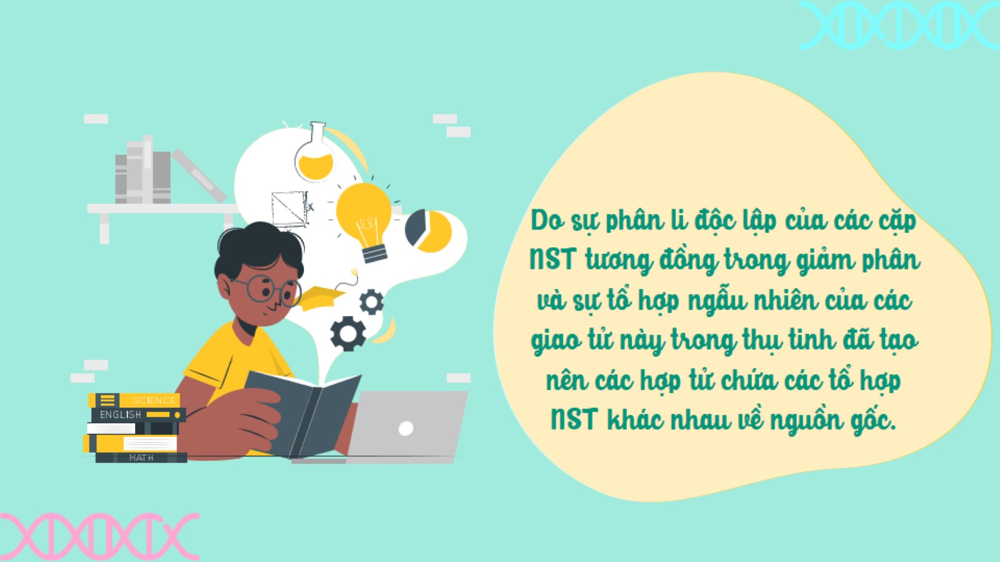 Do sự phân li độc lập của các cặp
NST tương đồng trong giảm phân
và sự tổ hợp ngẫu nhiên của các
giao tử này trong thụ tinh đã tạo
nên các hợp tử chứa các tổ hợp
NST khác nhau về nguồn gốc.
SCIENCE
ENGLISH
MATH